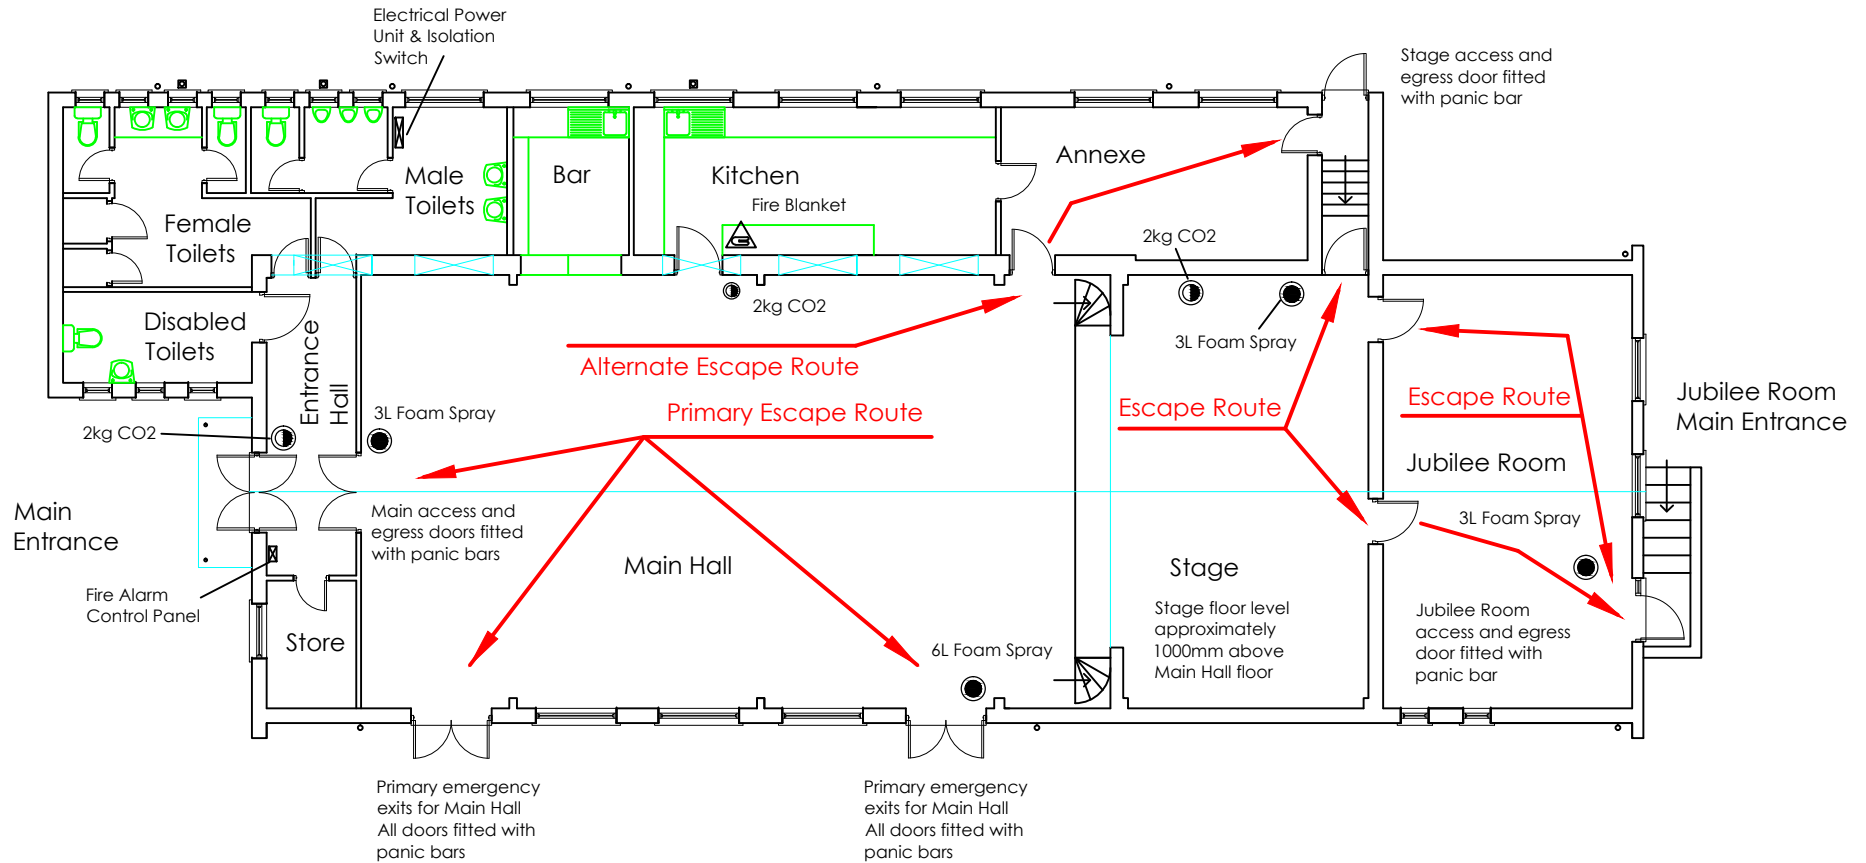 Electrical Power
Unit & Isolation
Switch
Stage access and
egress door fitted
with panic bar
Annexe
Male
Toilets
Bar
Kitchen
Fire Blanket
Female
Toilets
2kg CO2
2kg CO2
Disabled
Toilets
Entrance
Hall
3L Foam Spray
Alternate Escape Route
Primary Escape Route
Escape Route
Escape Route
Jubilee Room
Main Entrance
3L Foam Spray
2kg CO2
Jubilee Room
Main
Entrance
Main access and
egress doors fitted
with panic bars
3L Foam Spray
Main Hall
Stage
Fire Alarm
Control Panel
Stage floor level
approximately
1000mm above
Main Hall floor
Jubilee Room
access and egress
door fitted with
panic bar
Store
6L Foam Spray
Primary emergency
exits for Main Hall
All doors fitted with
panic bars
Primary emergency
exits for Main Hall
All doors fitted with
panic bars